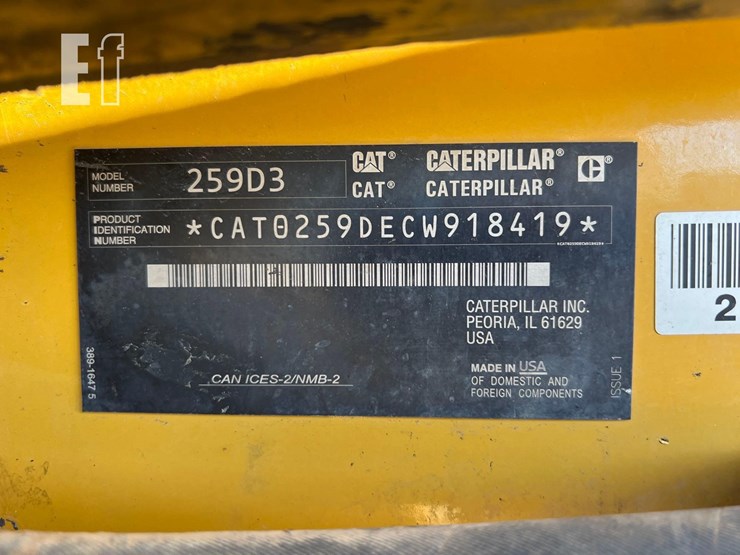 Ef
MODEL NUMBER 259D3
CAT® CATERPILLAR®
CAT® CATERPILLAR®
PRODUCT IDENTIFICATION NUMBER *CAT0259DECW918419*
CATERPILLAR INC.
PEORIA, IL 61629
USA
MADE IN USA
OF DOMESTIC AND
FOREIGN COMPONENTS
CAN ICES-2/NMB-2
389-1647 5
ISSUE 1
2